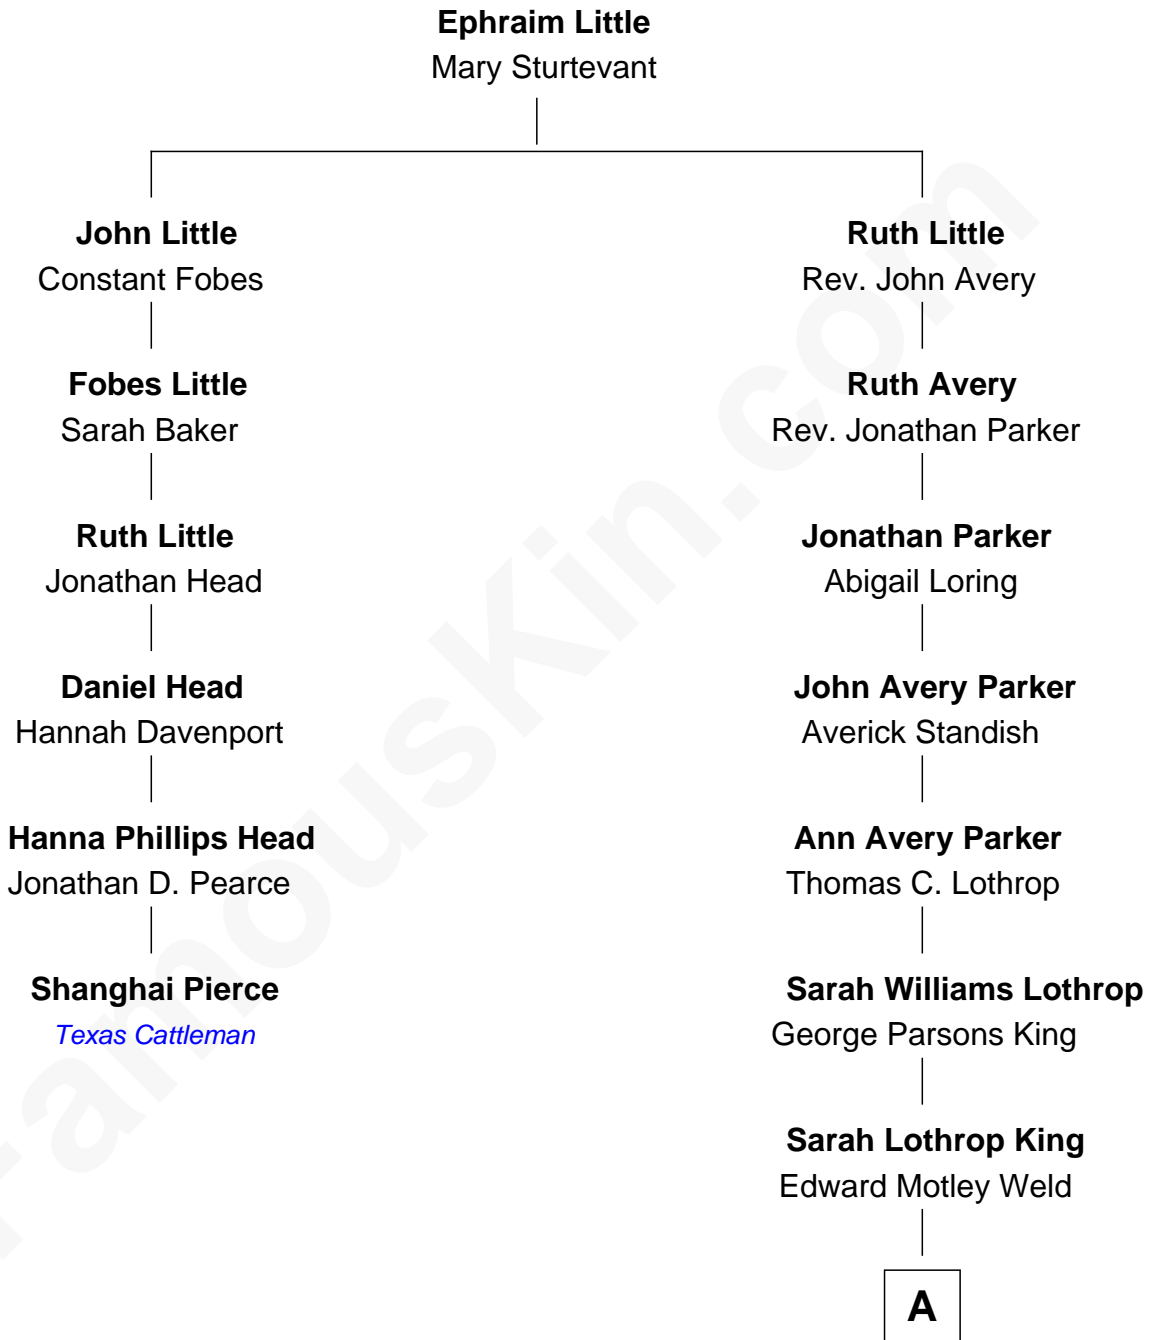 Ephraim Little
Mary Sturtevant
John Little
Constant Fobes
Ruth Little
Rev. John Avery
Fobes Little
Sarah Baker
Ruth Avery
Rev. Jonathan Parker
Ruth Little
Jonathan Head
Jonathan Parker
Abigail Loring
Daniel Head
Hannah Davenport
John Avery Parker
Averick Standish
Hanna Phillips Head
Jonathan D. Pearce
Ann Avery Parker
Thomas C. Lothrop
Shanghai Pierce
Texas Cattleman
Sarah Williams Lothrop
George Parsons King
Sarah Lothrop King
Edward Motley Weld
A
FamousKin.com